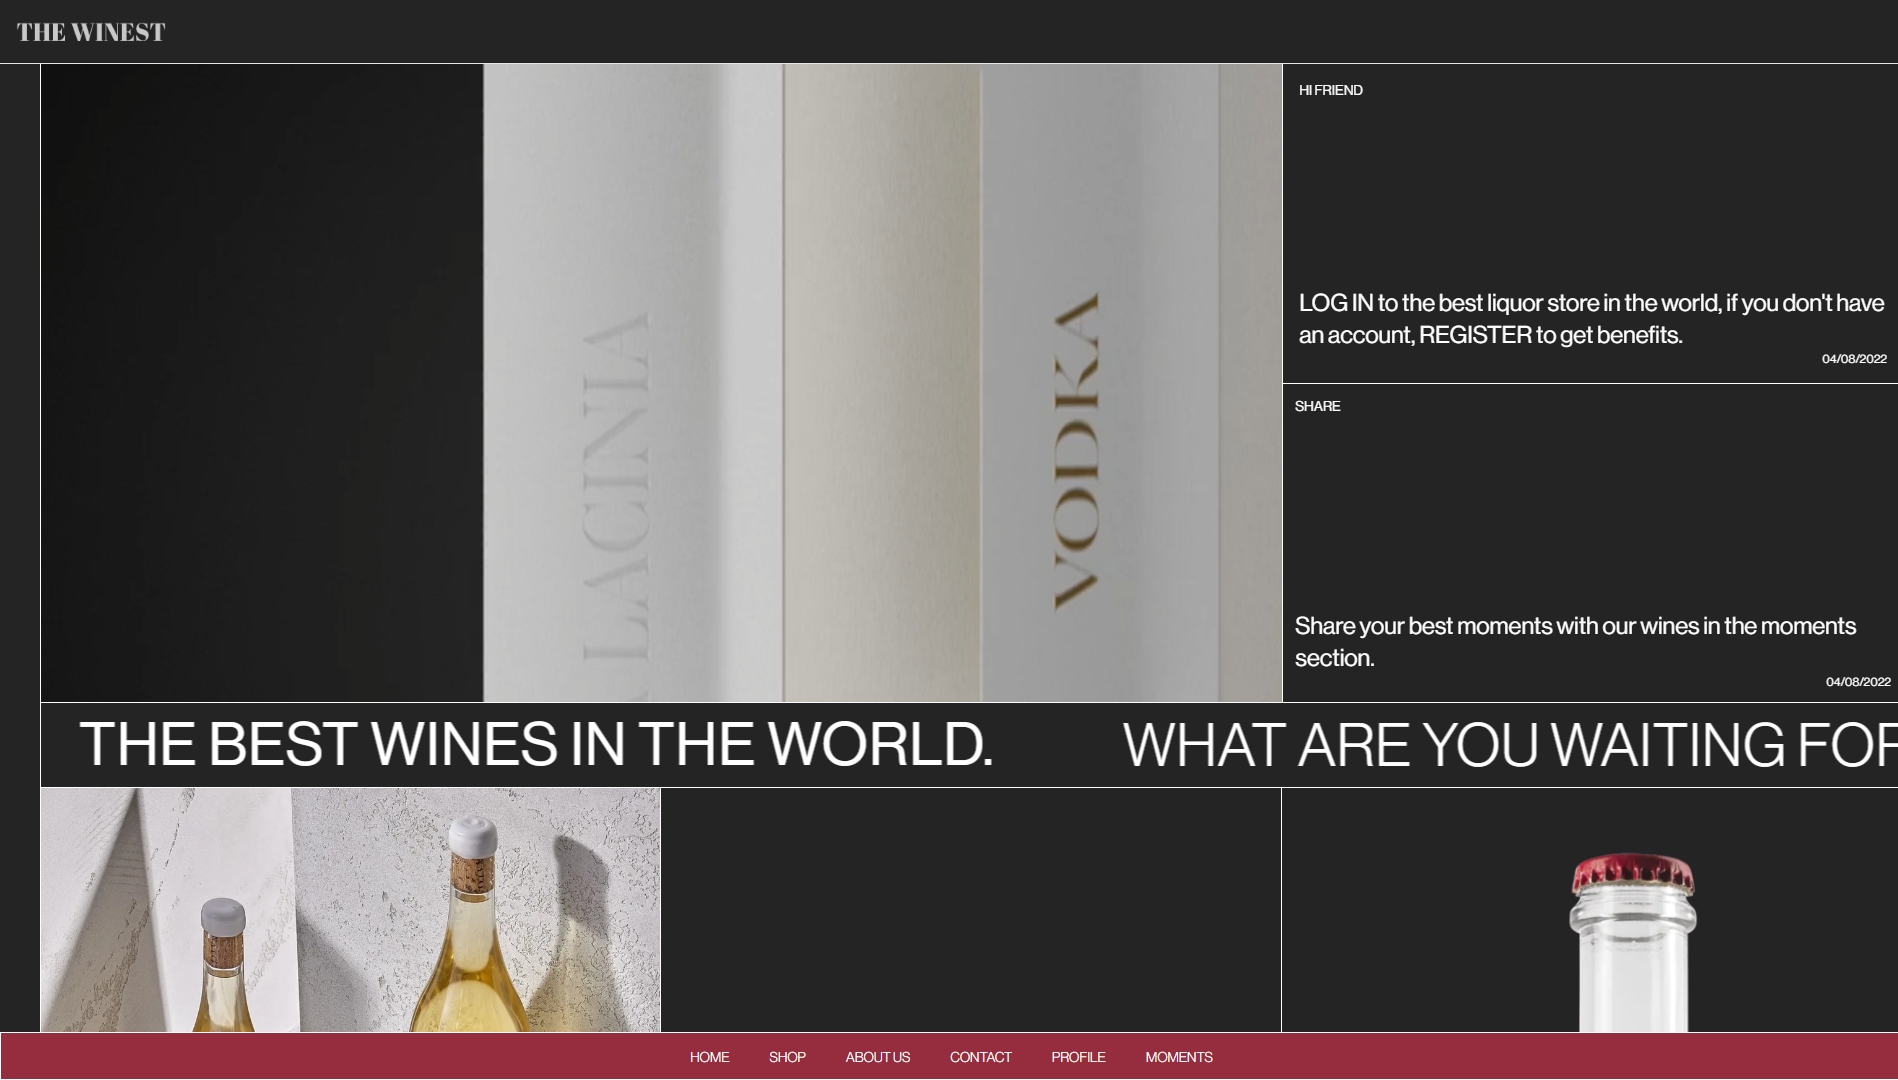 THE WINEST
LACINIA
VODKA
HI FRIEND
LOG IN to the best liquor store in the world, if you don't have
an account, REGISTER to get benefits.
04/08/2022
SHARE
Share your best moments with our wines in the moments
section.
04/08/2022
THE BEST WINES IN THE WORLD.
WHAT ARE YOU WAITING FOR
HOME
SHOP
ABOUT US
CONTACT
PROFILE
MOMENTS